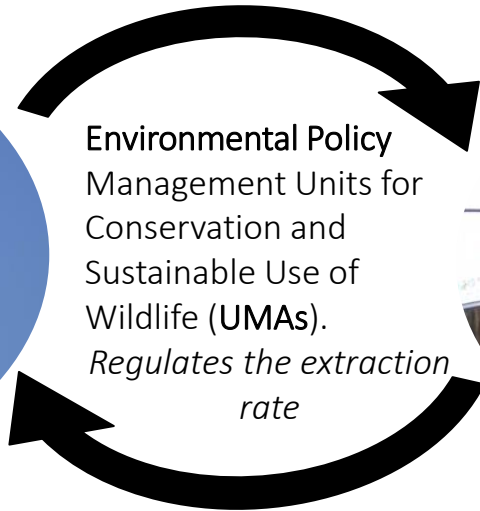 Environmental Policy
Management Units for
Conservation and
Sustainable Use of
Wildlife (UMAs).
Regulates the extraction
rate